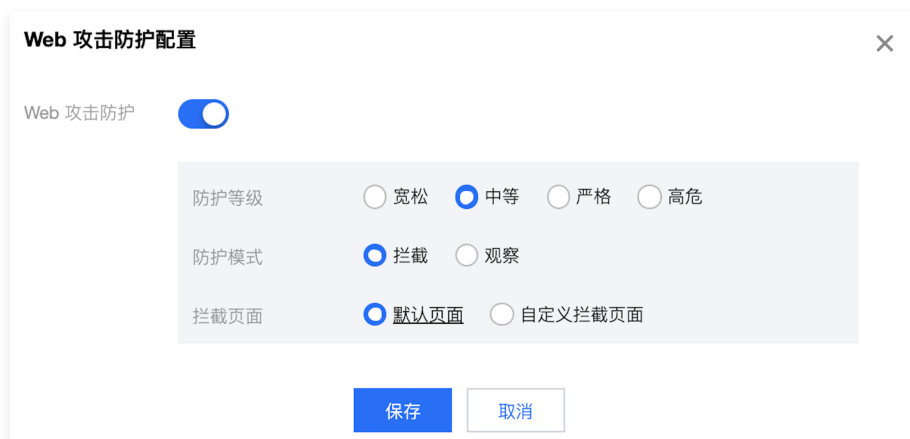 Web 攻击防护配置
Web 攻击防护
防护等级 宽松 中等 严格 高危
防护模式 拦截 观察
拦截页面 默认页面 自定义拦截页面
保存 取消